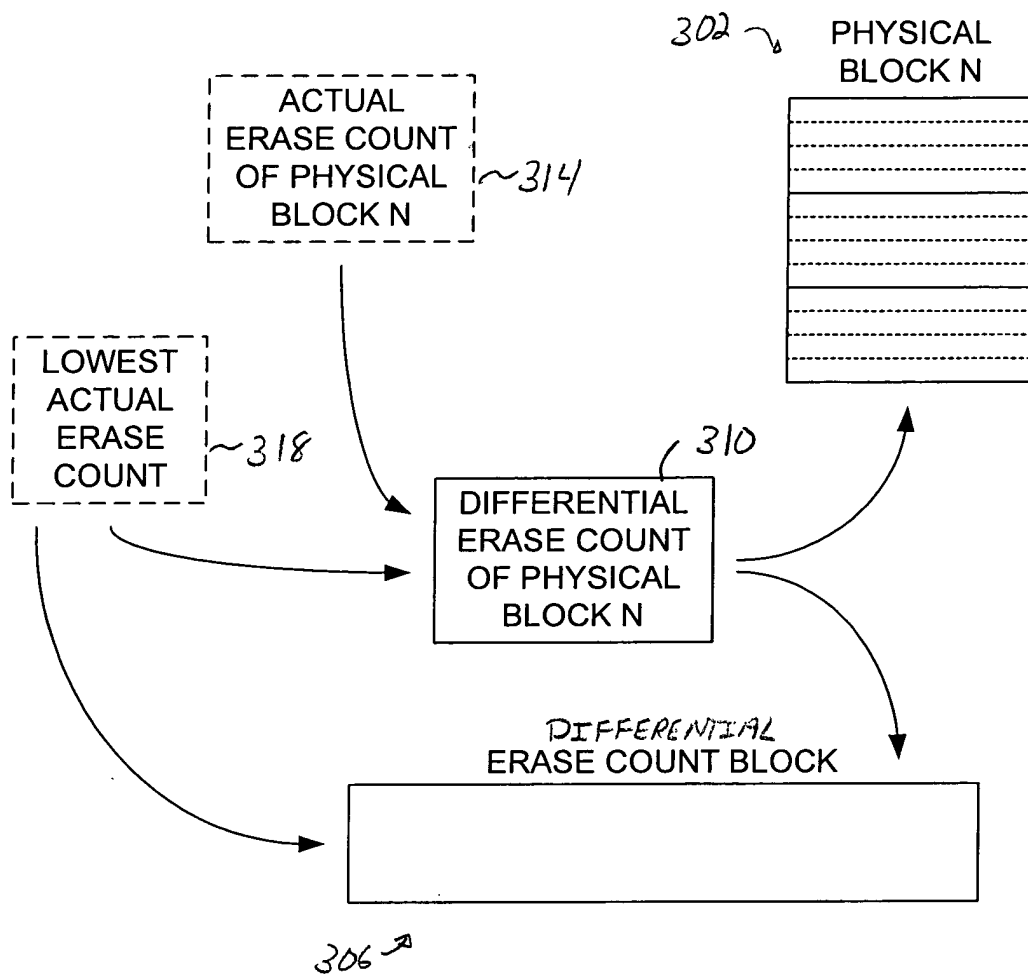 302
PHYSICAL
BLOCK N
ACTUAL
ERASE COUNT
OF PHYSICAL
BLOCK N
314
LOWEST
ACTUAL
ERASE
COUNT
318
310
DIFFERENTIAL
ERASE COUNT
OF PHYSICAL
BLOCK N
DIFFERENTIAL
ERASE COUNT BLOCK
306